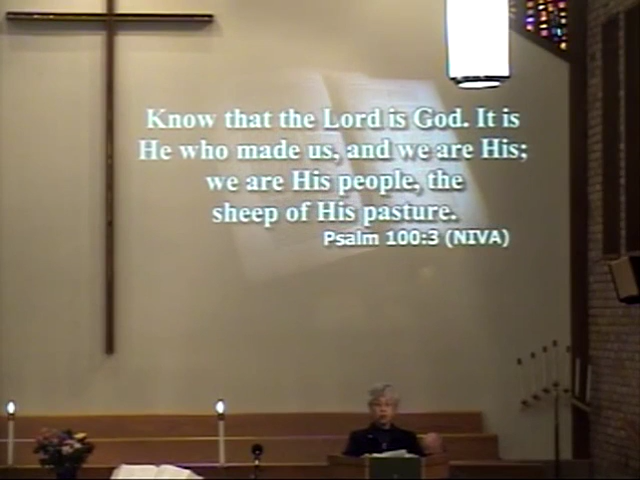 Know that the Lord is God. It is
He who made us, and we are His;
we are His people, the
sheep of His pasture.
Psalm 100:3 (NIVA)